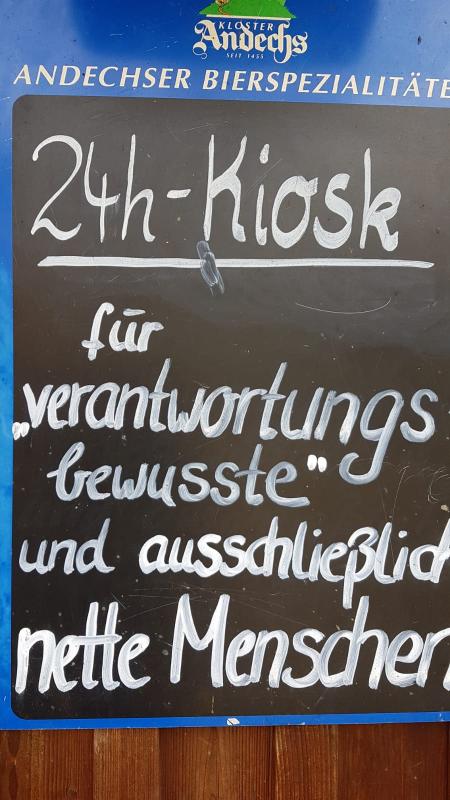 KLOSTER
Andechs
SEIT 1455
ANDECHSER BIERSPEZIALITÄTE
24h-Kiosk
für
„verantwortungs
bewusste"
und ausschließlich
nette Menschen